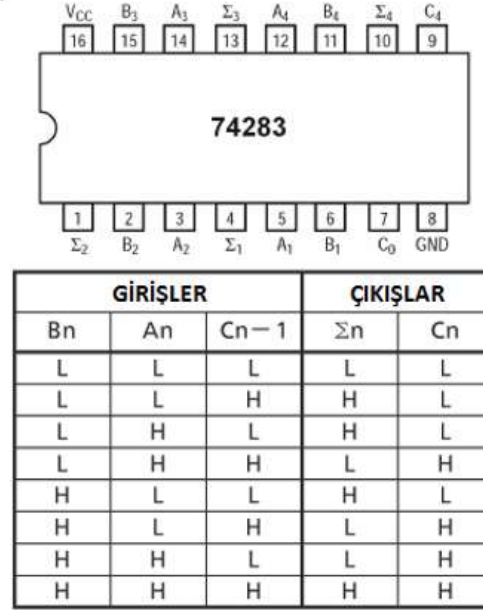 V_CC B₃ A₃ Σ₃ A₄ B₄ Σ₄ C₄
16 15 14 13 12 11 10 9
74283
1 2 3 4 5 6 7 8
Σ₂ B₂ A₂ Σ₁ A₁ B₁ C₀ GND
GİRİŞLER ÇIKIŞLAR
Bn An Cn−1 Σn Cn
L L L L L
L L H H L
L H L H L
L H H L H
H L L H L
H L H L H
H H L L H
H H H H H